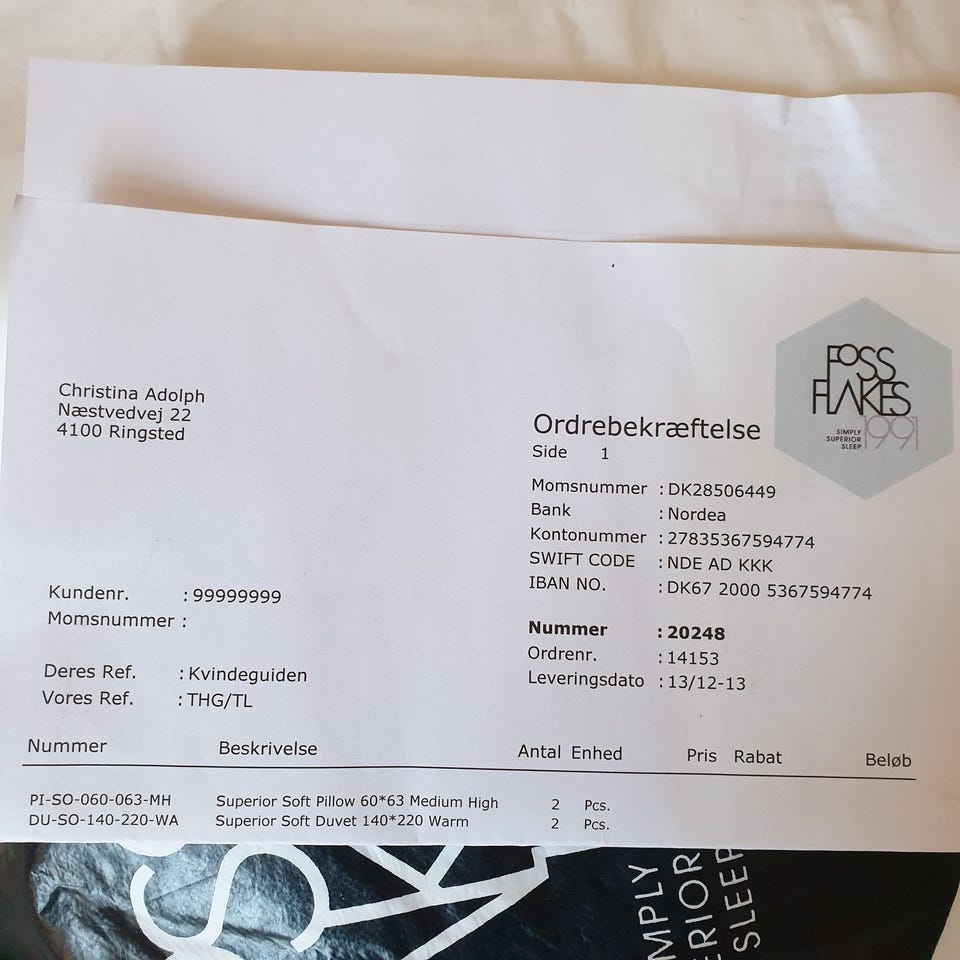 FOSS
FLAKES
SIMPLY
SUPERIOR
SLEEP
1991
Christina Adolph
Næstvedvej 22
4100 Ringsted
Ordrebekræftelse
Side 1
Momsnummer : DK28506449
Bank : Nordea
Kontonummer : 27835367594774
SWIFT CODE : NDE AD KKK
IBAN NO. : DK67 2000 5367594774
Kundenr. : 99999999
Momsnummer :
Nummer : 20248
Ordrenr. : 14153
Leveringsdato : 13/12-13
Deres Ref. : Kvindeguiden
Vores Ref. : THG/TL
Nummer Beskrivelse Antal Enhed Pris Rabat Beløb
PI-SO-060-063-MH Superior Soft Pillow 60*63 Medium High 2 Pcs.
DU-SO-140-220-WA Superior Soft Duvet 140*220 Warm 2 Pcs.
IMPLY
ERIOR
SLEEP